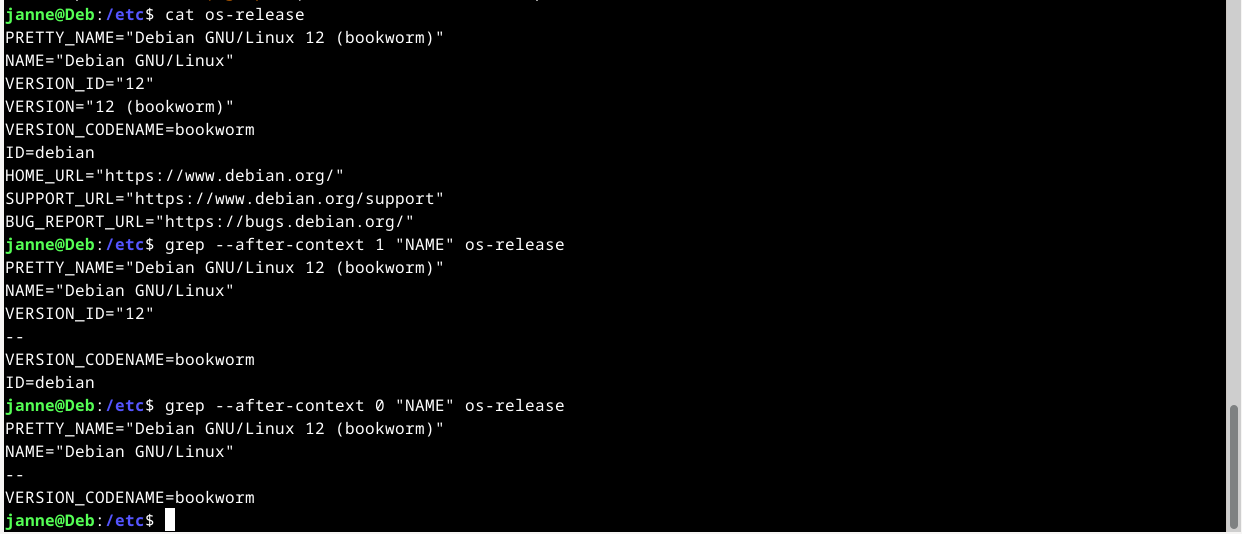 janne@Deb:/etc$ cat os-release
PRETTY_NAME="Debian GNU/Linux 12 (bookworm)"
NAME="Debian GNU/Linux"
VERSION_ID="12"
VERSION="12 (bookworm)"
VERSION_CODENAME=bookworm
ID=debian
HOME_URL="https://www.debian.org/"
SUPPORT_URL="https://www.debian.org/support"
BUG_REPORT_URL="https://bugs.debian.org/"
janne@Deb:/etc$ grep --after-context 1 "NAME" os-release
PRETTY_NAME="Debian GNU/Linux 12 (bookworm)"
NAME="Debian GNU/Linux"
VERSION_ID="12"
--
VERSION_CODENAME=bookworm
ID=debian
janne@Deb:/etc$ grep --after-context 0 "NAME" os-release
PRETTY_NAME="Debian GNU/Linux 12 (bookworm)"
NAME="Debian GNU/Linux"
--
VERSION_CODENAME=bookworm
janne@Deb:/etc$